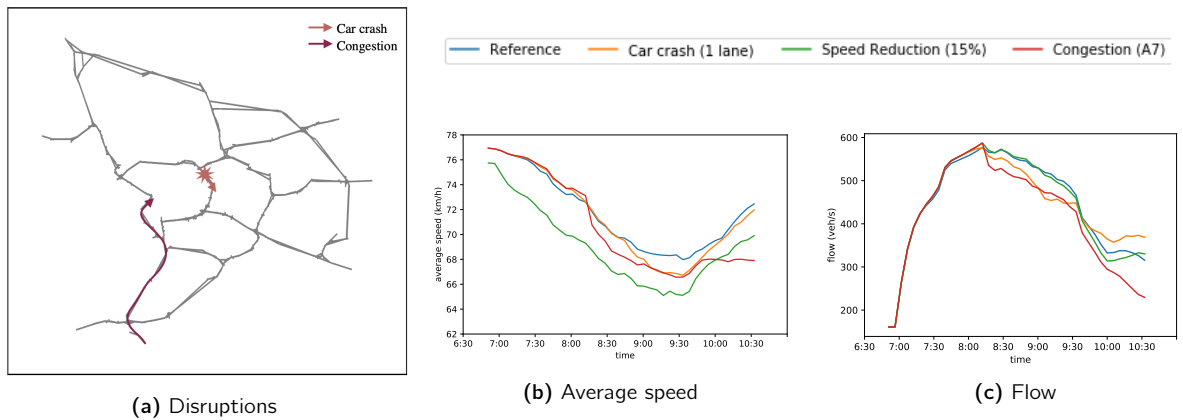 Car crash
Congestion
(a) Disruptions
Reference
Car crash (1 lane)
Speed Reduction (15%)
Congestion (A7)
78
76
74
72
70
68
66
64
62
average speed (km/h)
6:30
7:00
7:30
8:00
8:30
9:00
9:30
10:00
10:30
time
(b) Average speed
600
500
400
300
200
flow (veh/s)
6:30
7:00
7:30
8:00
8:30
9:00
9:30
10:00
10:30
time
(c) Flow